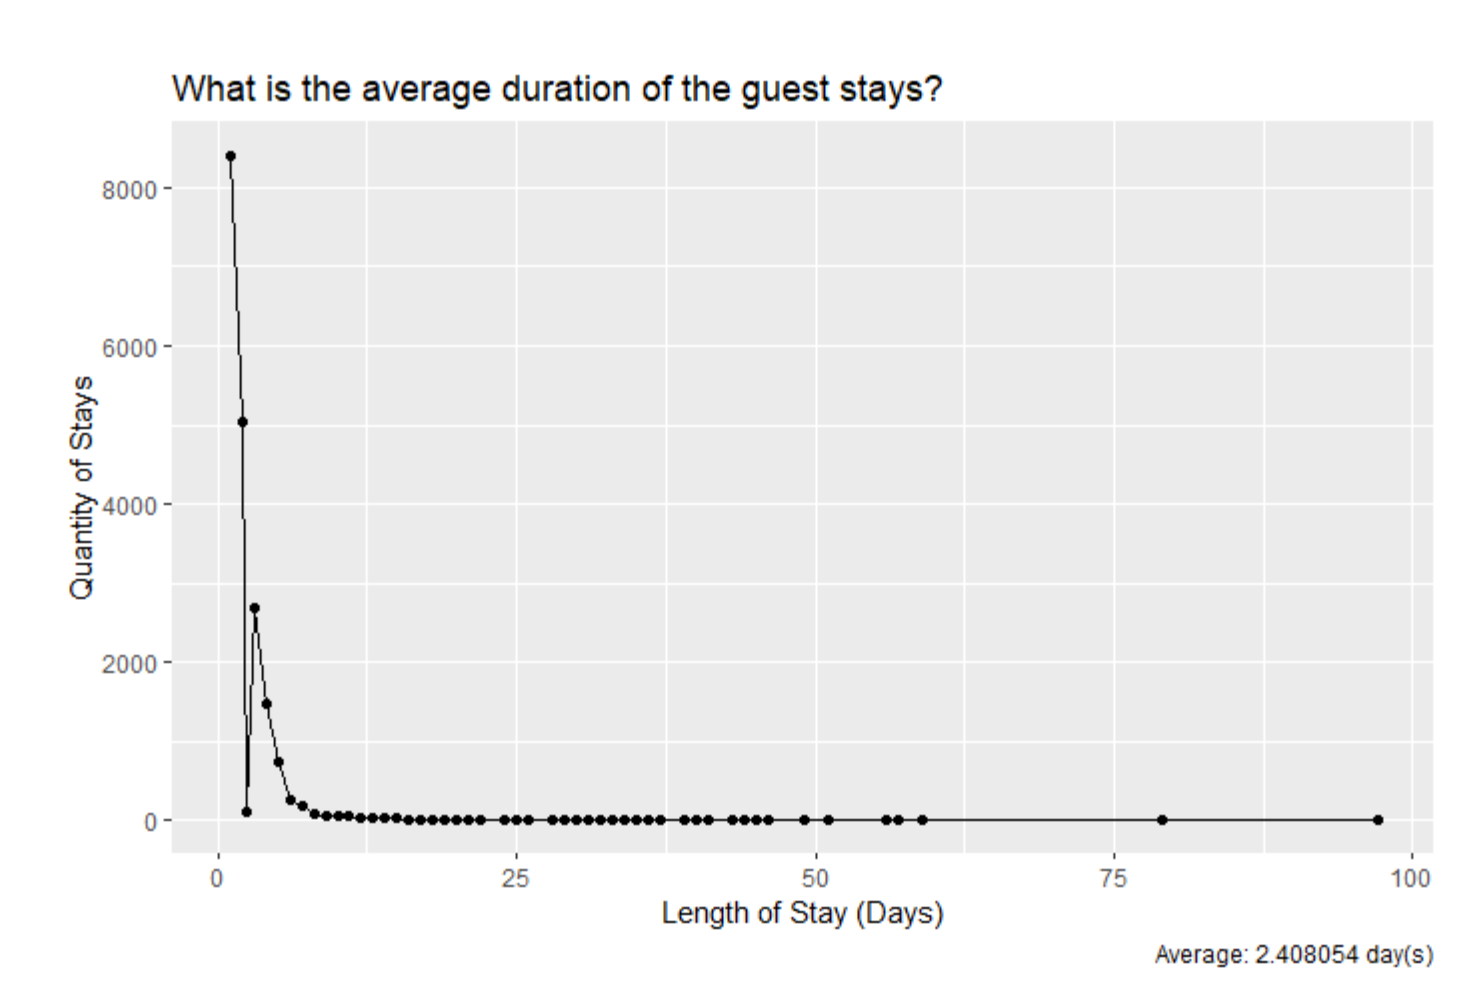 What is the average duration of the guest stays?
Quantity of Stays
8000
6000
4000
2000
0
0 25 50 75 100
Length of Stay (Days)
Average: 2.408054 day(s)